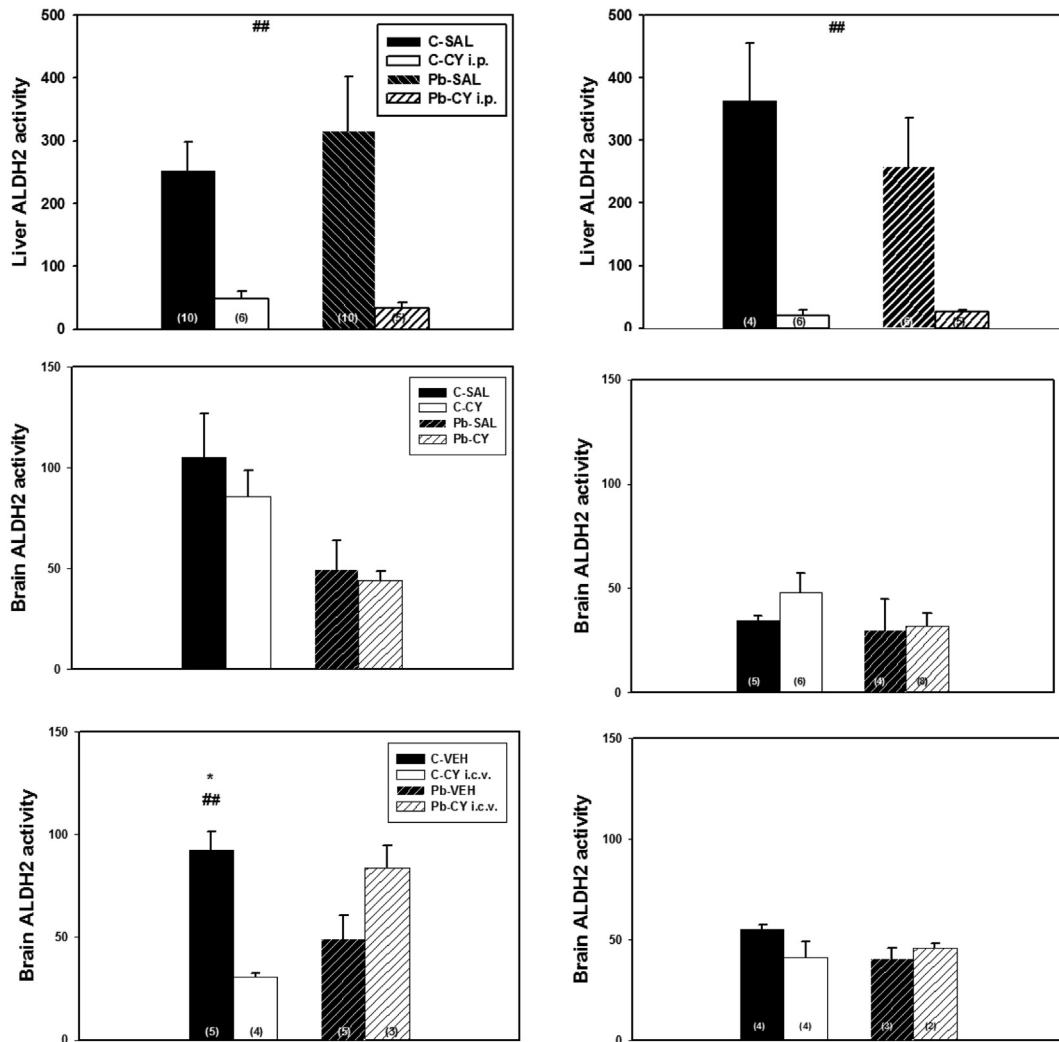 500
400
300
200
100
0
Liver ALDH2 activity
##
C-SAL
C-CY i.p.
Pb-SAL
Pb-CY i.p.
(10)
(6)
(10)
(5)
500
400
300
200
100
0
Liver ALDH2 activity
##
(4)
(6)
(5)
150
100
50
0
Brain ALDH2 activity
C-SAL
C-CY
Pb-SAL
Pb-CY
150
100
50
0
Brain ALDH2 activity
(5)
(6)
(4)
(8)
150
100
50
0
Brain ALDH2 activity
*
##
C-VEH
C-CY i.c.v.
Pb-VEH
Pb-CY i.c.v.
(5)
(4)
(5)
(3)
150
100
50
0
Brain ALDH2 activity
(4)
(4)
(3)
(2)